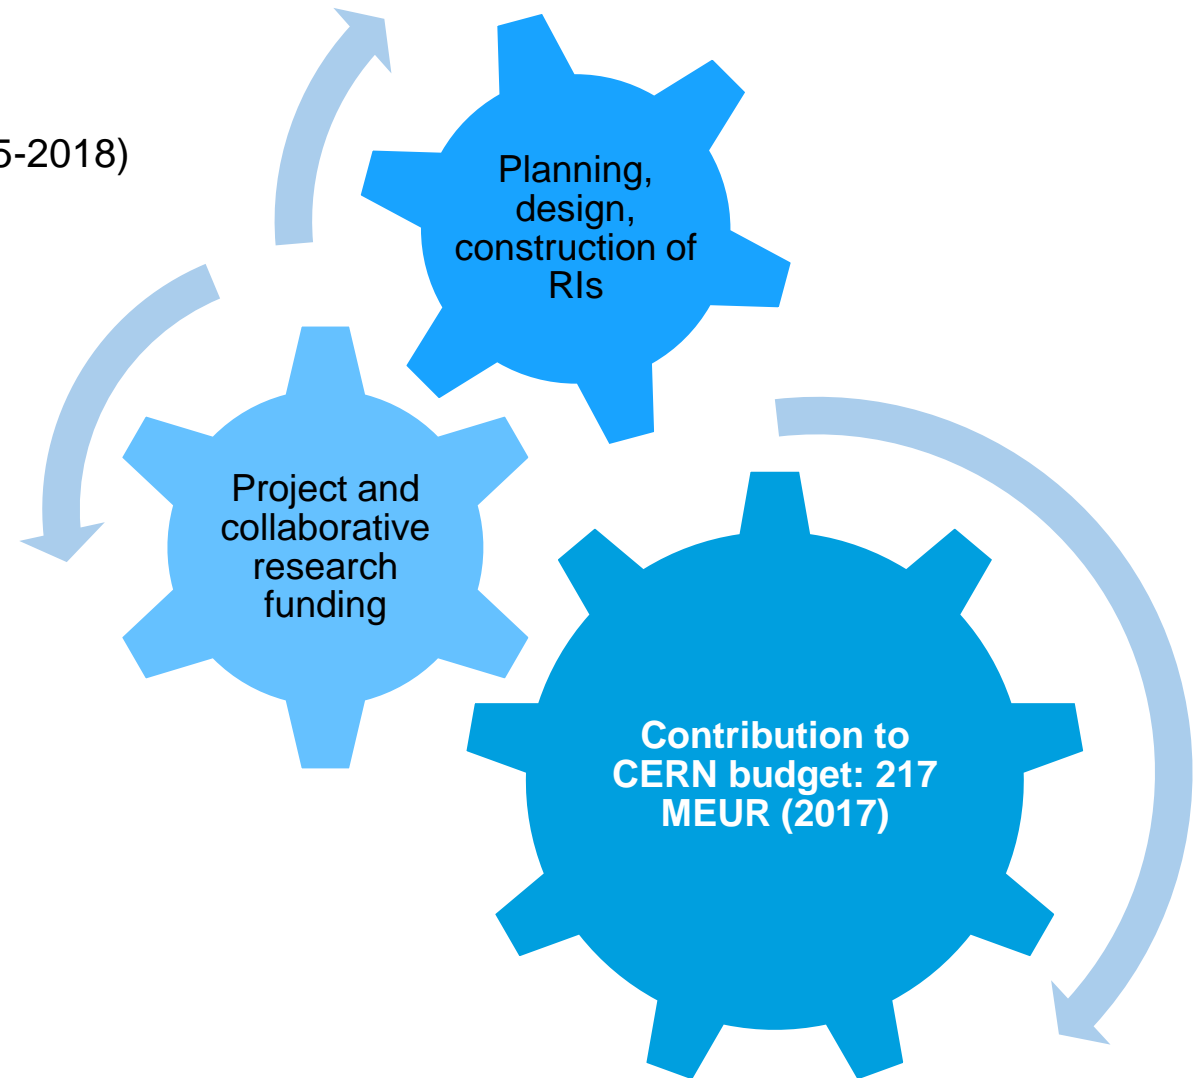 5-2018)
Planning,
design,
construction of
RIs
Project and
collaborative
research
funding
Contribution to
CERN budget: 217
MEUR (2017)